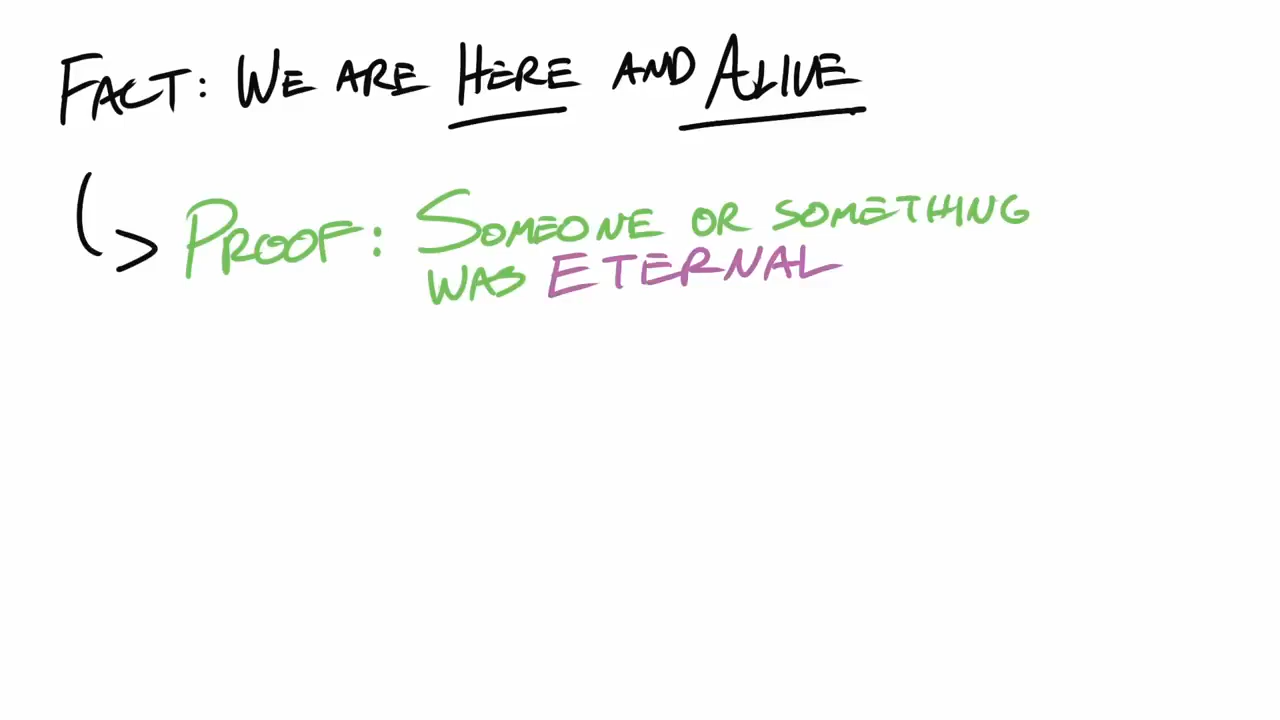 FACT: WE ARE HERE AND ALIVE
PROOF: SOMEONE OR SOMETHING
WAS ETERNAL